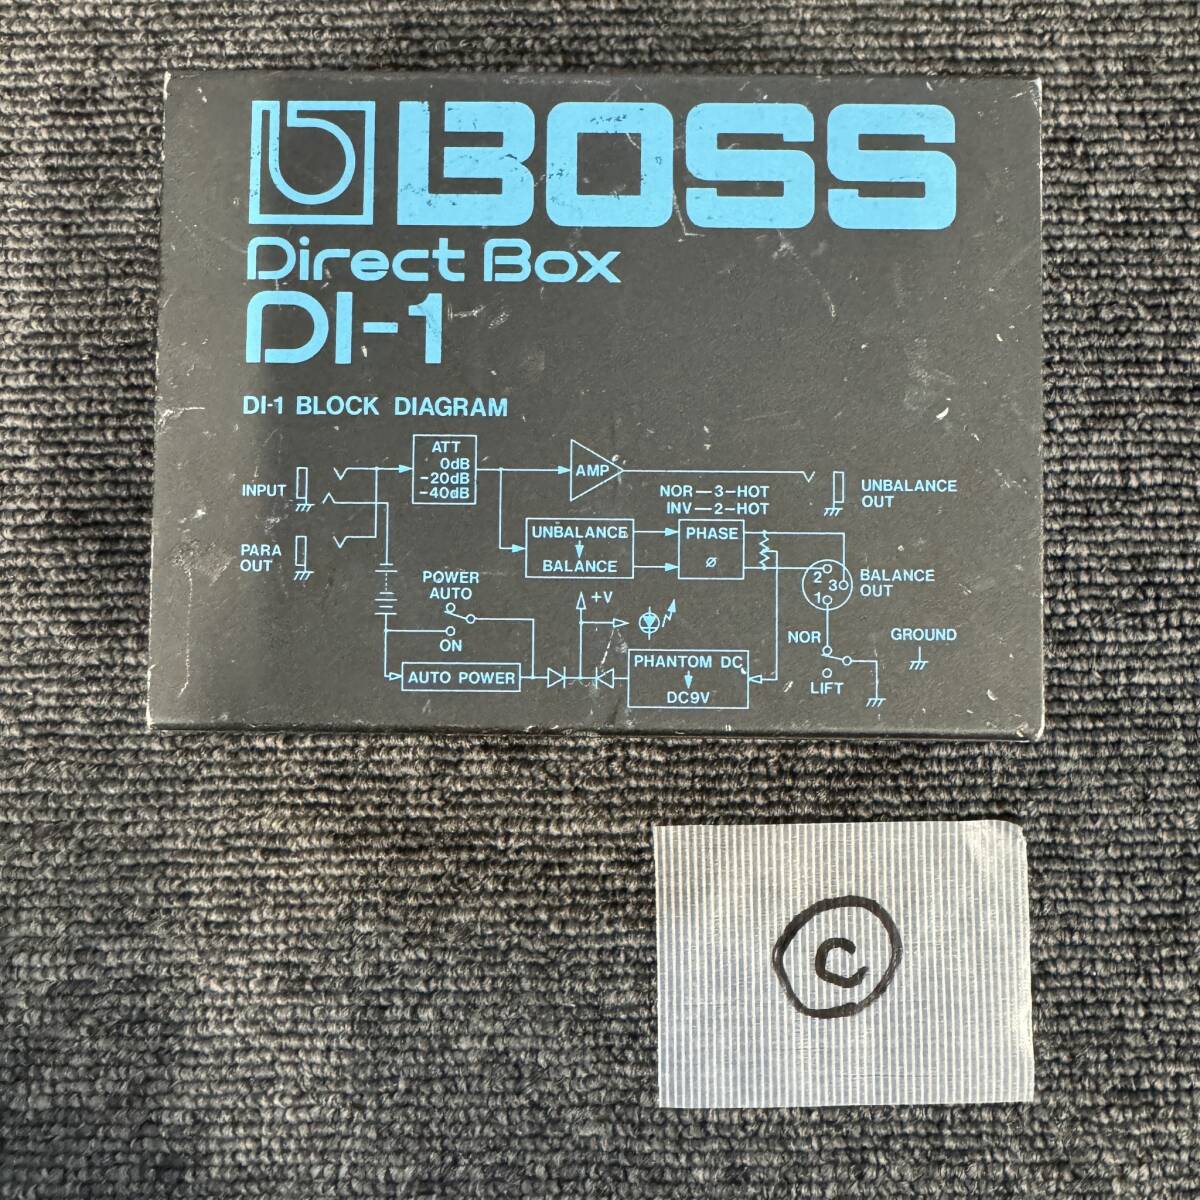 BOSS
Direct Box
DI-1
DI-1 BLOCK DIAGRAM
ATT
0dB
-20dB
-40dB
INPUT
PARA
OUT
AMP
UNBALANCE
OUT
NOR-3-HOT
INV-2-HOT
UNBALANCE
BALANCE
PHASE
ø
2
3
1
BALANCE
OUT
POWER
AUTO
ON
+V
AUTO POWER
PHANTOM DC
DC9V
NOR
LIFT
GROUND
C